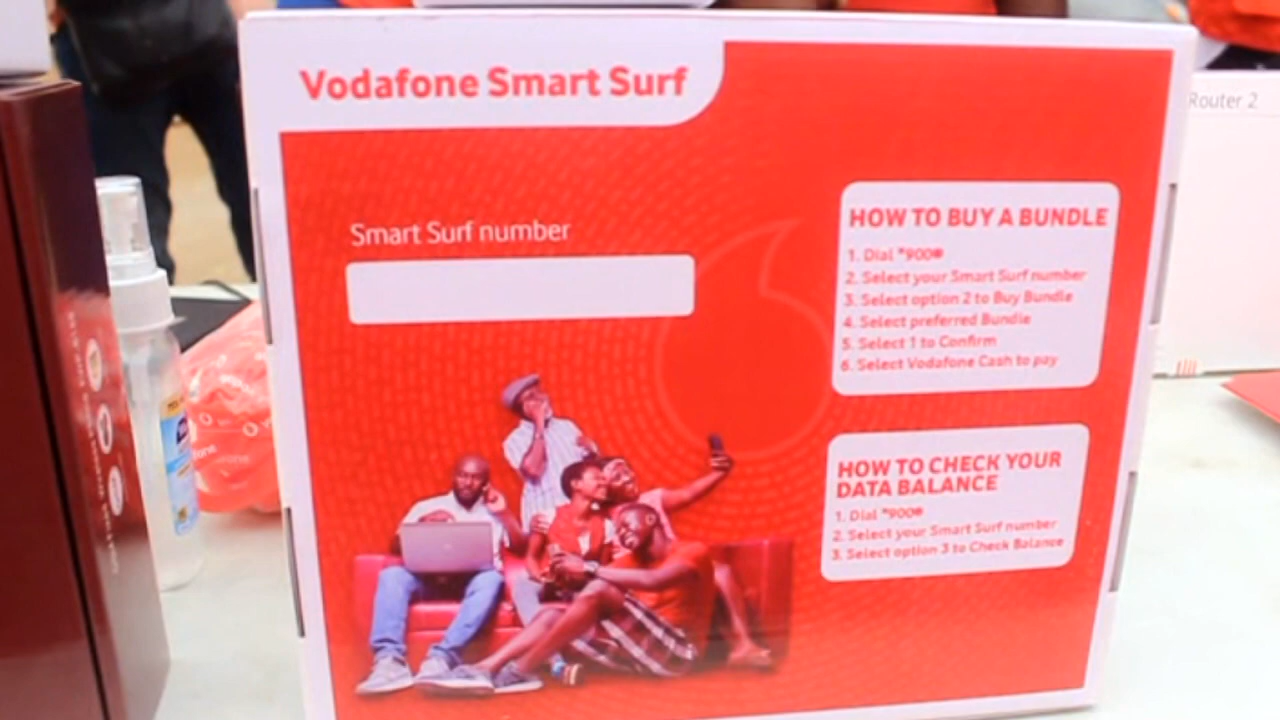 Vodafone Smart Surf
Router 2
Smart Surf number
HOW TO BUY A BUNDLE
1. Dial *900#
2. Select your Smart Surf number
3. Select option 2 to Buy Bundle
4. Select preferred Bundle
5. Select 1 to Confirm
6. Select Vodafone Cash to pay
HOW TO CHECK YOUR
DATA BALANCE
1. Dial *900#
2. Select your Smart Surf number
3. Select option 3 to Check Balance